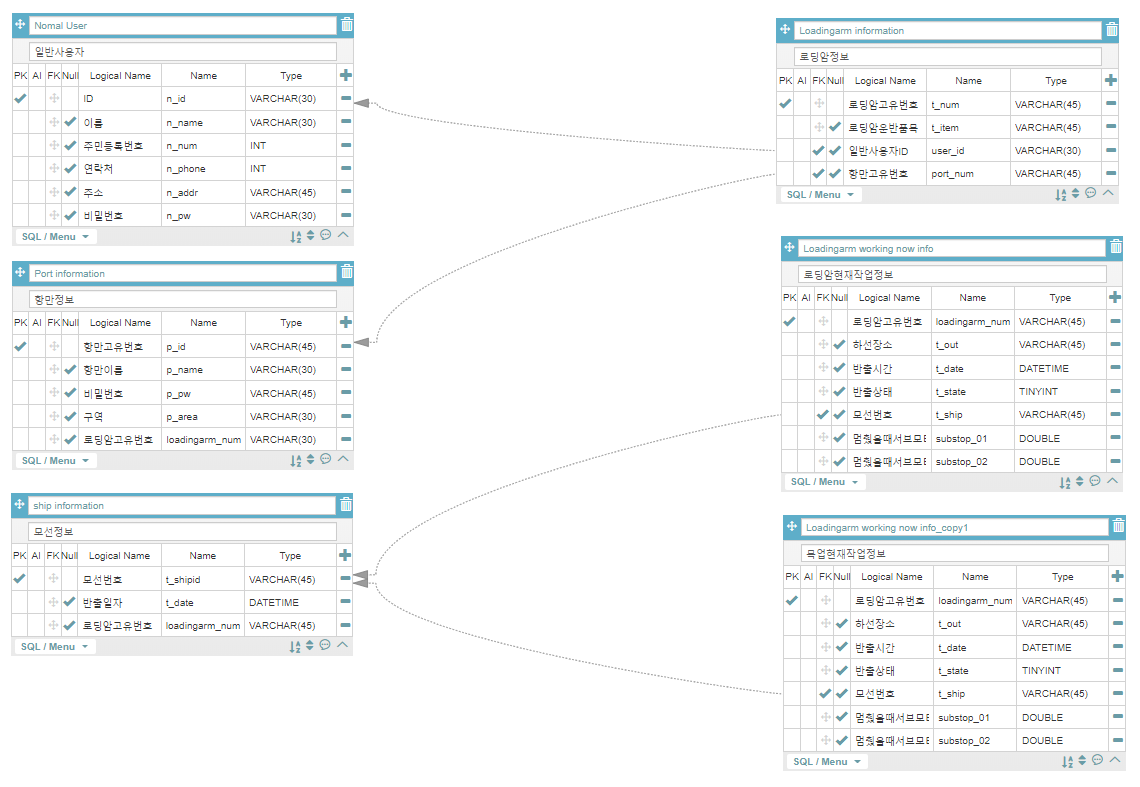 Nomal User
일반사용자
PK AI FK Null Logical Name Name Type
ID n_id VARCHAR(30)
이름 n_name VARCHAR(30)
주민등록번호 n_num INT
연락처 n_phone INT
주소 n_addr VARCHAR(45)
비밀번호 n_pw VARCHAR(30)
SQL / Menu
Port information
항만정보
PK AI FK Null Logical Name Name Type
항만고유번호 p_id VARCHAR(45)
항만이름 p_name VARCHAR(30)
비밀번호 p_pw VARCHAR(45)
구역 p_area VARCHAR(30)
로딩암고유번호 loadingarm_num VARCHAR(30)
SQL / Menu
ship information
모선정보
PK AI FK Null Logical Name Name Type
모선번호 t_shipid VARCHAR(45)
반출일자 t_date DATETIME
로딩암고유번호 loadingarm_num VARCHAR(45)
SQL / Menu
Loadingarm information
로딩암정보
PK AI FK Null Logical Name Name Type
로딩암고유번호 t_num VARCHAR(45)
로딩암운반품목 t_item VARCHAR(45)
일반사용자ID user_id VARCHAR(30)
항만고유번호 port_num VARCHAR(45)
SQL / Menu
Loadingarm working now info
로딩암현재작업정보
PK AI FK Null Logical Name Name Type
로딩암고유번호 loadingarm_num VARCHAR(45)
하선장소 t_out VARCHAR(45)
반출시간 t_date DATETIME
반출상태 t_state TINYINT
모선번호 t_ship VARCHAR(45)
멈췄을때서브모 substop_01 DOUBLE
멈췄을때서브모 substop_02 DOUBLE
SQL / Menu
Loadingarm working now info_copy1
목업현재작업정보
PK AI FK Null Logical Name Name Type
로딩암고유번호 loadingarm_num VARCHAR(45)
하선장소 t_out VARCHAR(45)
반출시간 t_date DATETIME
반출상태 t_state TINYINT
모선번호 t_ship VARCHAR(45)
멈췄을때서브모 substop_01 DOUBLE
멈췄을때서브모 substop_02 DOUBLE
SQL / Menu